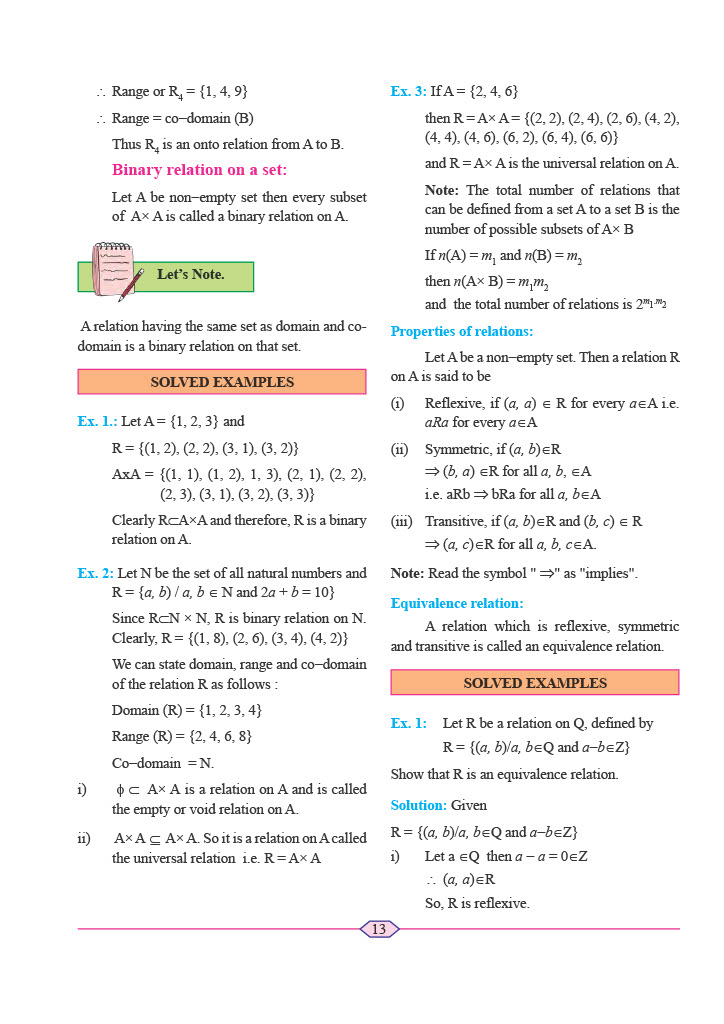 ∴ Range or R₄ = {1, 4, 9}
∴ Range = co−domain (B)
Thus R₄ is an onto relation from A to B.
Binary relation on a set:
Let A be non−empty set then every subset
of A× A is called a binary relation on A.
Let's Note.
A relation having the same set as domain and co-
domain is a binary relation on that set.
SOLVED EXAMPLES
Ex. 1.: Let A = {1, 2, 3} and
R = {(1, 2), (2, 2), (3, 1), (3, 2)}
AxA = {(1, 1), (1, 2), 1, 3), (2, 1), (2, 2),
(2, 3), (3, 1), (3, 2), (3, 3)}
Clearly R⊂A×A and therefore, R is a binary
relation on A.
Ex. 2: Let N be the set of all natural numbers and
R = {a, b) / a, b ∈ N and 2a + b = 10}
Since R⊂N × N, R is binary relation on N.
Clearly, R = {(1, 8), (2, 6), (3, 4), (4, 2)}
We can state domain, range and co−domain
of the relation R as follows :
Domain (R) = {1, 2, 3, 4}
Range (R) = {2, 4, 6, 8}
Co−domain = N.
i) ϕ ⊂ A× A is a relation on A and is called
the empty or void relation on A.
ii) A× A ⊆ A× A. So it is a relation on A called
the universal relation i.e. R = A× A
Ex. 3: If A = {2, 4, 6}
then R = A× A = {(2, 2), (2, 4), (2, 6), (4, 2),
(4, 4), (4, 6), (6, 2), (6, 4), (6, 6)}
and R = A× A is the universal relation on A.
Note: The total number of relations that
can be defined from a set A to a set B is the
number of possible subsets of A× B
If n(A) = m₁ and n(B) = m₂
then n(A× B) = m₁m₂
and the total number of relations is 2^m₁.m₂
Properties of relations:
Let A be a non−empty set. Then a relation R
on A is said to be
(i) Reflexive, if (a, a) ∈ R for every a∈A i.e.
aRa for every a∈A
(ii) Symmetric, if (a, b)∈R
⇒ (b, a) ∈R for all a, b, ∈A
i.e. aRb ⇒ bRa for all a, b∈A
(iii) Transitive, if (a, b)∈R and (b, c) ∈ R
⇒ (a, c)∈R for all a, b, c∈A.
Note: Read the symbol " ⇒" as "implies".
Equivalence relation:
A relation which is reflexive, symmetric
and transitive is called an equivalence relation.
SOLVED EXAMPLES
Ex. 1: Let R be a relation on Q, defined by
R = {(a, b)/a, b∈Q and a−b∈Z}
Show that R is an equivalence relation.
Solution: Given
R = {(a, b)/a, b∈Q and a−b∈Z}
i) Let a ∈Q then a − a = 0∈Z
∴ (a, a)∈R
So, R is reflexive.
13